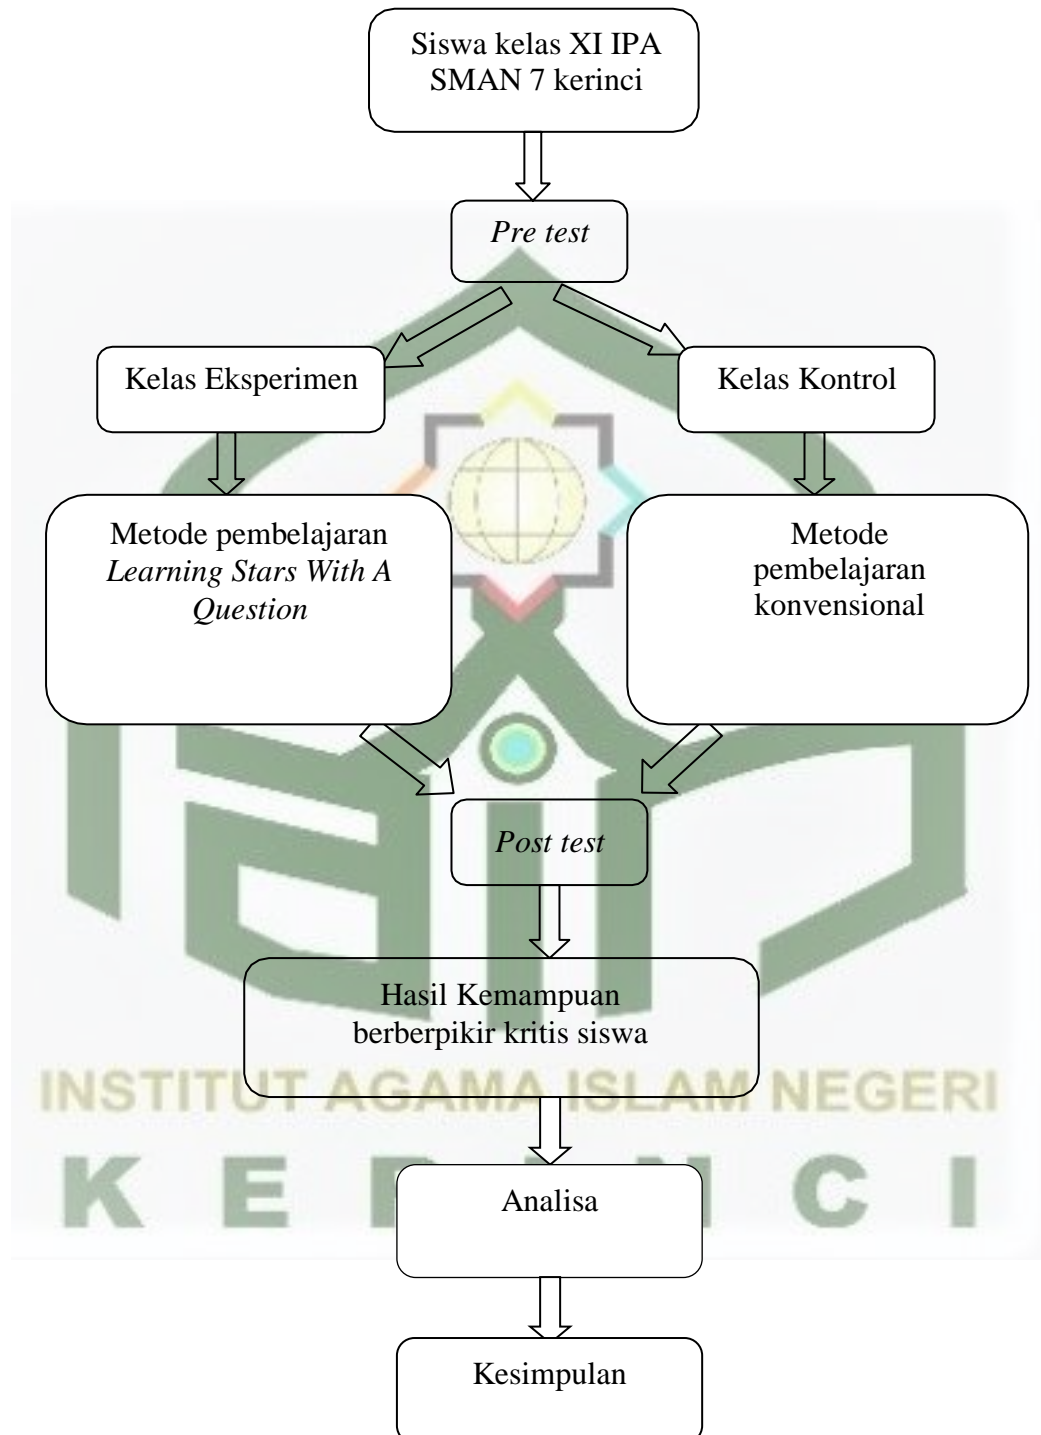 Siswa kelas XI IPA
SMAN 7 kerinci
Pre test
Kelas Eksperimen
Kelas Kontrol
Metode pembelajaran
Learning Stars With A
Question
Metode
pembelajaran
konvensional
Post test
Hasil Kemampuan
berberpikir kritis siswa
INSTITUT AGAMA ISLAM NEGERI
K E R I N C I
Analisa
Kesimpulan